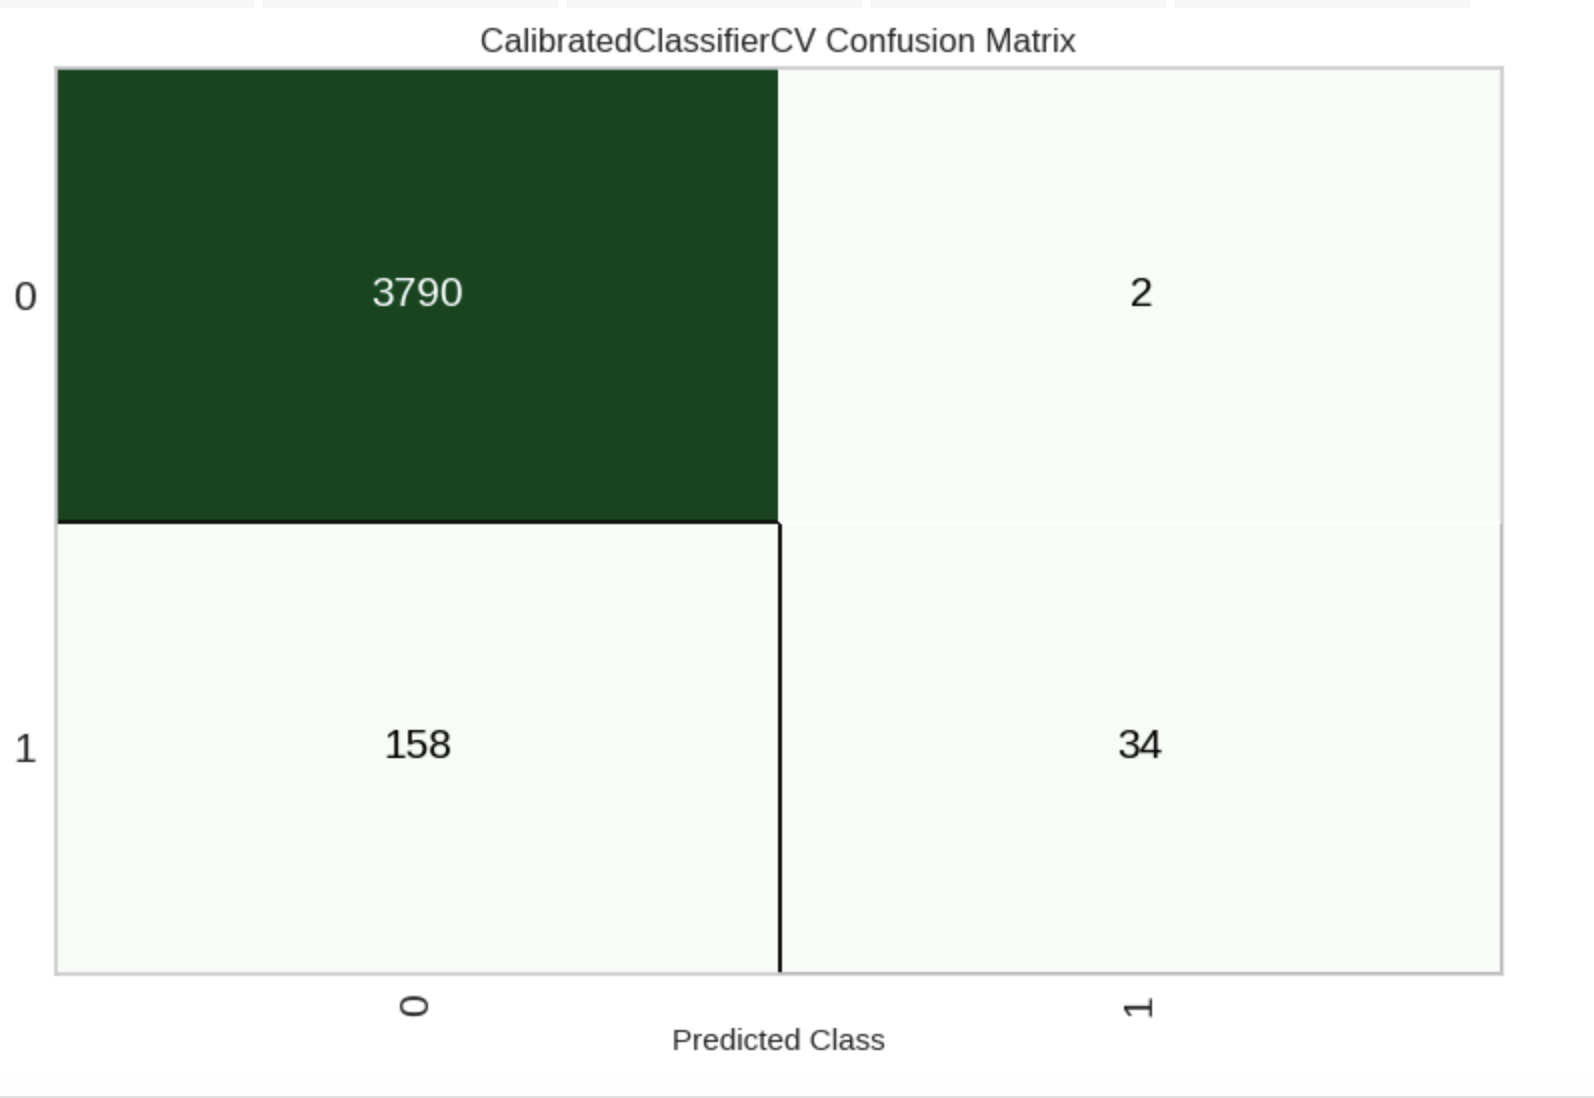 CalibratedClassifierCV Confusion Matrix
0 3790 2
1 158 34
0 1
Predicted Class